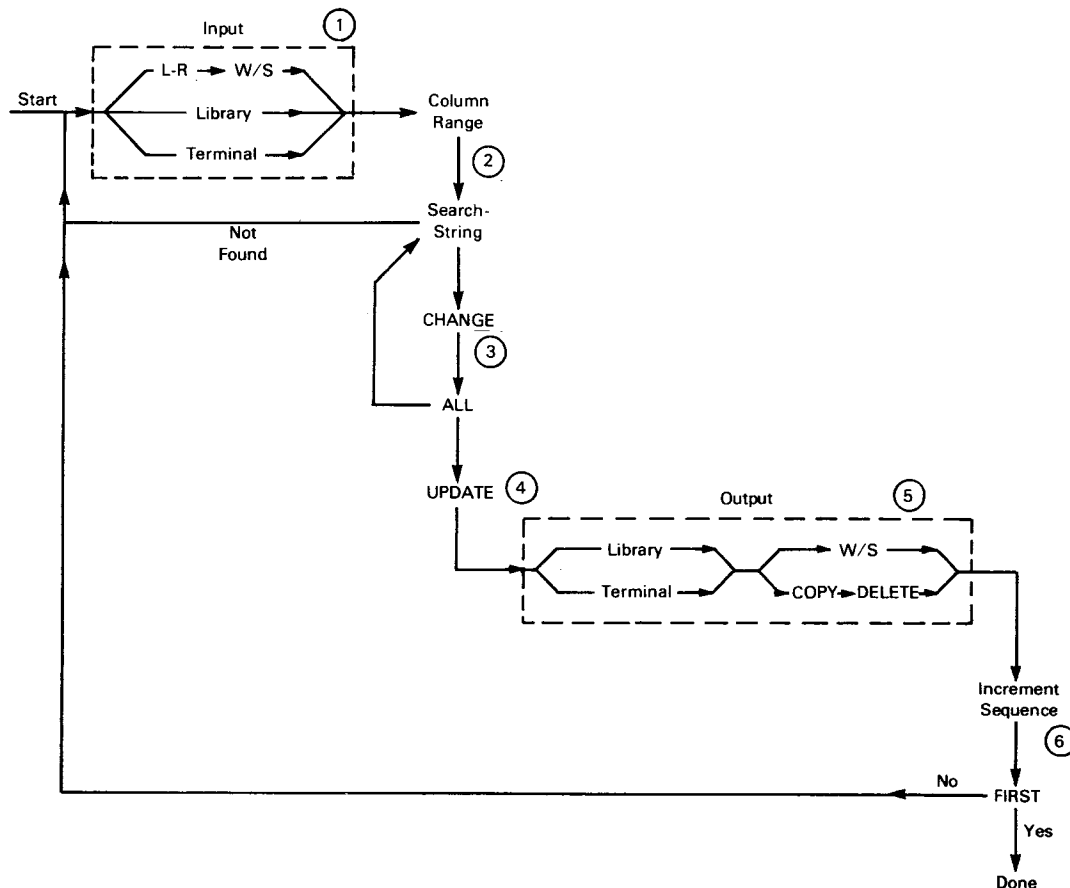 Input
1
L-R W/S
Start
Library
Terminal
Column
Range
2
Search-
String
Not
Found
CHANGE
3
ALL
UPDATE
4
Output
5
Library
W/S
Terminal
COPY DELETE
Increment
Sequence
6
No
FIRST
Yes
Done